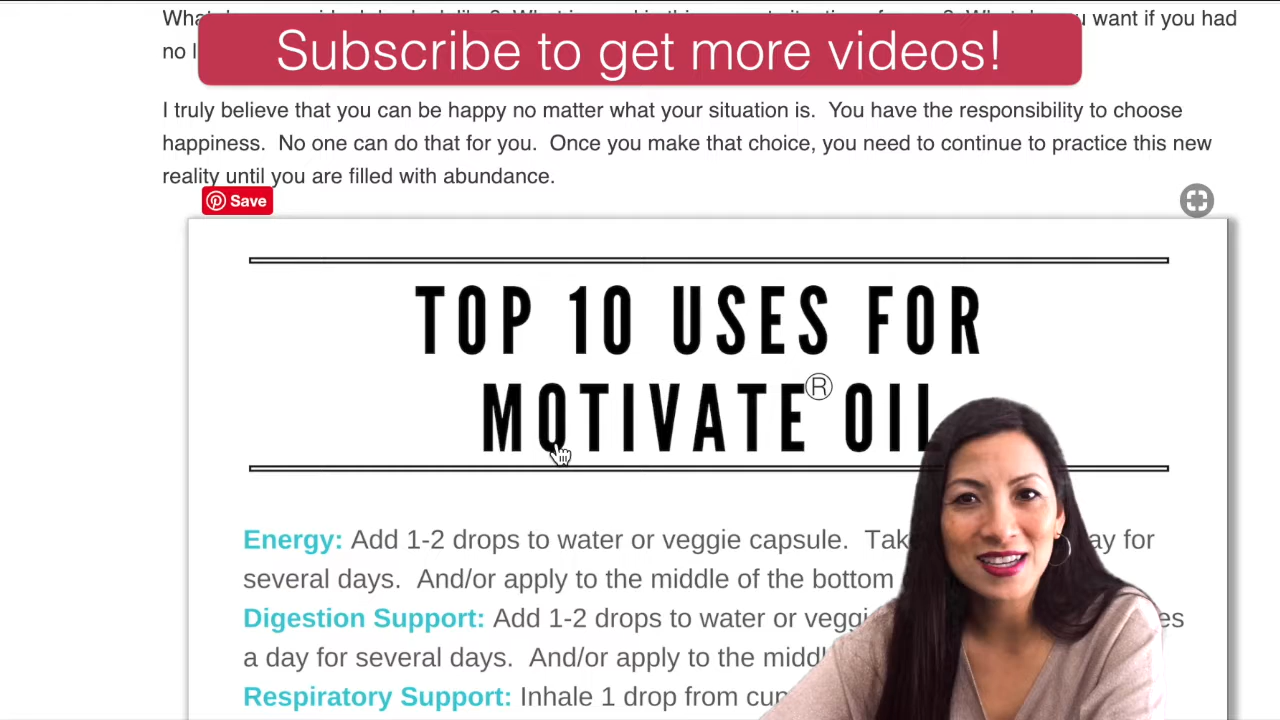 Subscribe to get more videos!
want if you had
no
I truly believe that you can be happy no matter what your situation is.  You have the responsibility to choose
happiness.  No one can do that for you.  Once you make that choice, you need to continue to practice this new
reality until you are filled with abundance.
Save
TOP 10 USES FOR
MOTIVATE® OIL
Energy: Add 1-2 drops to water or veggie capsule.  ay for
several days.  And/or apply to the middle of the bottom
Digestion Support: Add 1-2 drops to water or
a day for several days.  And/or apply to the
Respiratory Support: Inhale 1 drop from